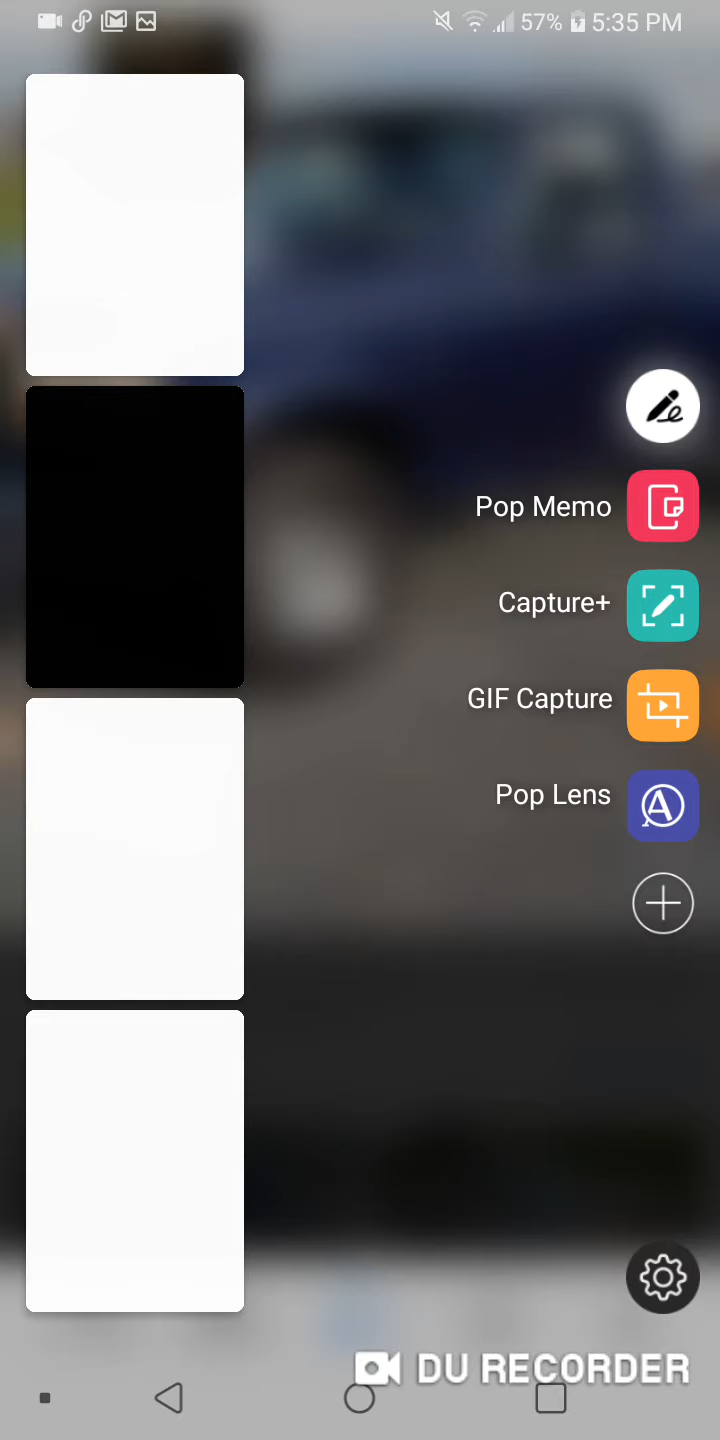 57% 5:35 PM
Pop Memo
Capture+
GIF Capture
Pop Lens
A
DU RECORDER